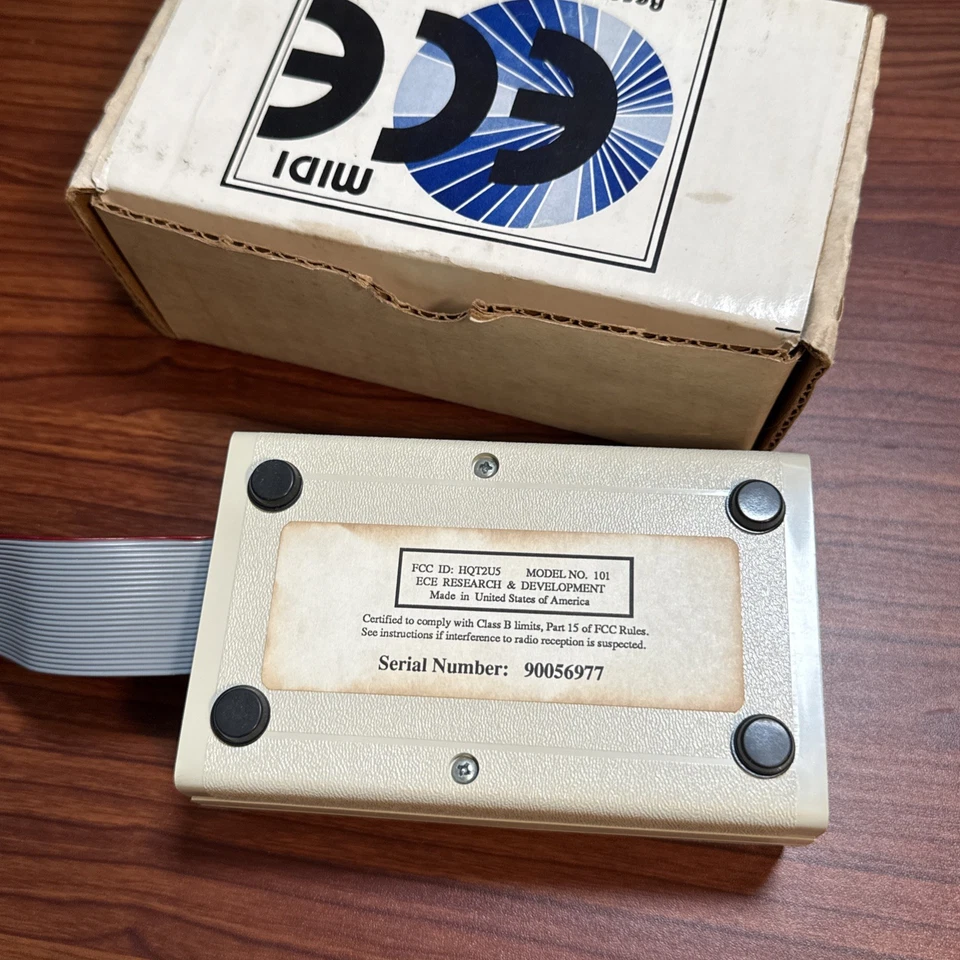 ECE
MIDI
FCC ID: HQT2U5 MODEL NO. 101
ECE RESEARCH & DEVELOPMENT
Made in United States of America
Certified to comply with Class B limits, Part 15 of FCC Rules.
See instructions if interference to radio reception is suspected.
Serial Number: 90056977